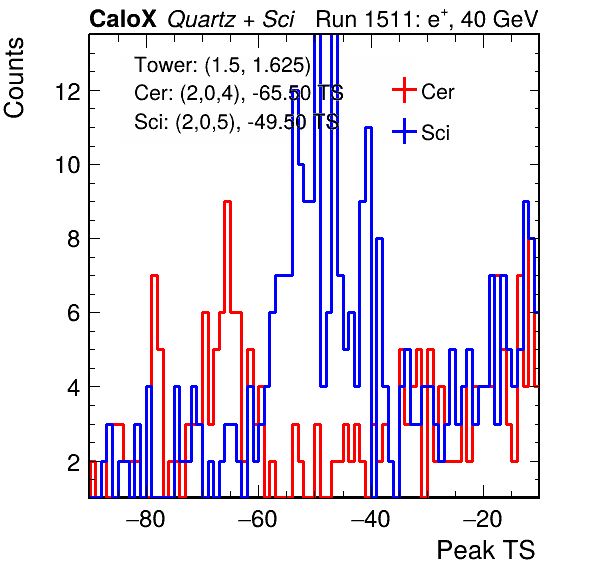 CaloX Quartz + Sci Run 1511: e+, 40 GeV
Counts
Tower: (1.5, 1.625)
Cer: (2,0,4), -65.50 TS
Sci: (2,0,5), -49.50 TS
Cer
Sci
12
10
8
6
4
2
−80 −60 −40 −20
Peak TS